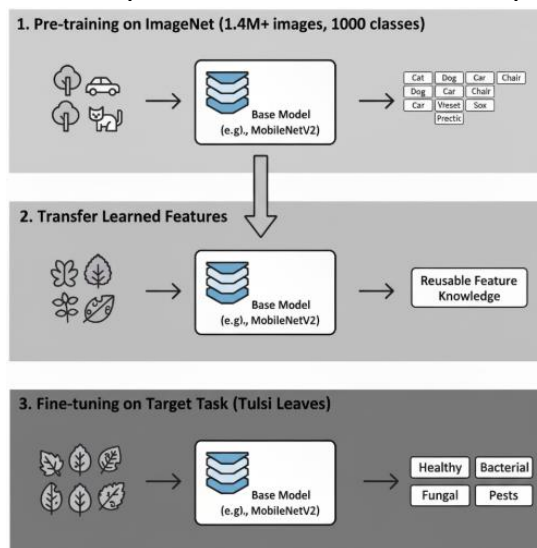 1. Pre-training on ImageNet (1.4M+ images, 1000 classes)
Base Model
(e.g)., MobileNetV2)
Cat Dog Car Chair
Dog Car Chair
Car Vreset Sox
Prectic
2. Transfer Learned Features
Base Model
(e.g)., MobileNetV2)
Reusable Feature
Knowledge
3. Fine-tuning on Target Task (Tulsi Leaves)
Base Model
(e.g)., MobileNetV2)
Healthy Bacterial
Fungal Pests